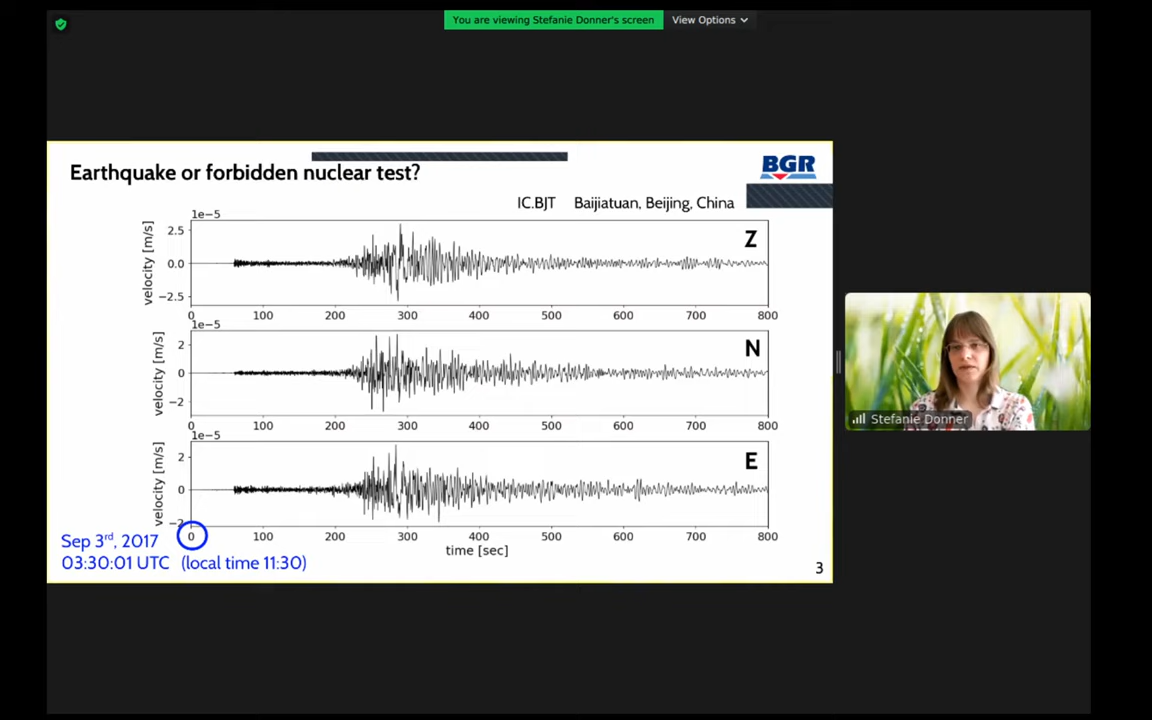 You are viewing Stefanie Donner's screen View Options
Earthquake or forbidden nuclear test?
BGR
IC.BJT Baijiatuan, Beijing, China
1e-5
velocity [m/s]
2.5
0.0
−2.5
Z
0 100 200 300 400 500 600 700 800
1e-5
velocity [m/s]
2
0
−2
N
0 100 200 300 400 500 600 700 800
1e-5
velocity [m/s]
2
0
−2
E
0 100 200 300 400 500 600 700 800
time [sec]
Sep 3rd, 2017
03:30:01 UTC (local time 11:30)
3
Stefanie Donner